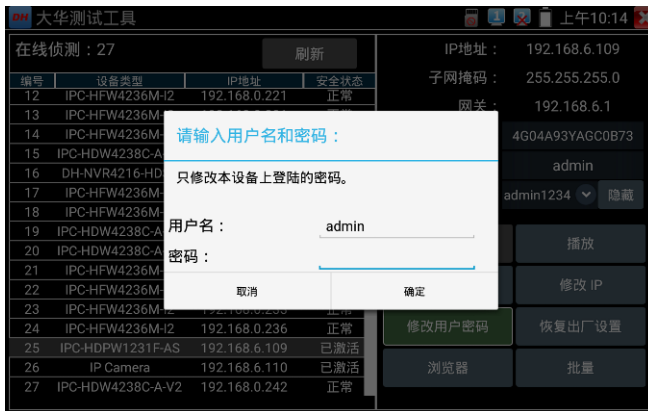 DH 大华测试工具
1
上午10:14
在线侦测：27
刷新
编号 设备类型 IP地址 安全状态
12 IPC-HFW4236M-I2 192.168.0.221 正常
13 IPC-HFW4236M-
14 IPC-HFW4236M-
15 IPC-HDW4238C-A
16 DH-NVR4216-HD
17 IPC-HFW4236M-
18 IPC-HFW4236M-
19 IPC-HDW4238C-A
20 IPC-HDW4238C-A
21 IPC-HFW4236M-
22 IPC-HFW4236M-
23 IPC-HFW4236M-I2 正常
24 IPC-HFW4236M-I2 192.168.0.236 正常
25 IPC-HDPW1231F-AS 192.168.6.109 已激活
26 IP Camera 192.168.6.110 已激活
27 IPC-HDW4238C-A-V2 192.168.0.242 正常
请输入用户名和密码：
只修改本设备上登陆的密码。
用户名： admin
密码：
取消 确定
IP地址： 192.168.6.109
子网掩码： 255.255.255.0
网关： 192.168.6.1
4G04A93YAGC0B73
admin
admin1234 隐藏
播放
修改 IP
修改用户密码 恢复出厂设置
浏览器 批量